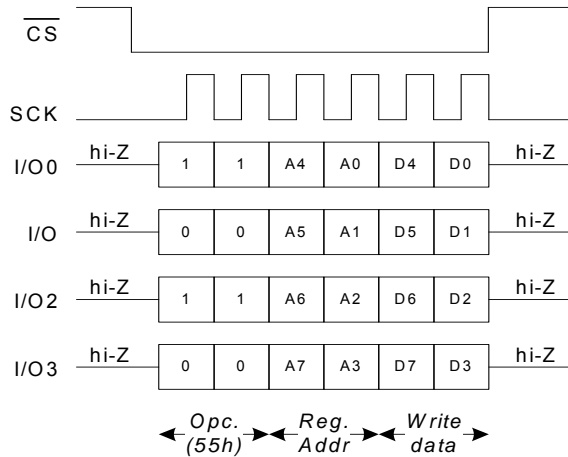 CS
SCK
I/O0 hi-Z 1 1 A4 A0 D4 D0 hi-Z
I/O hi-Z 0 0 A5 A1 D5 D1 hi-Z
I/O2 hi-Z 1 1 A6 A2 D6 D2 hi-Z
I/O3 hi-Z 0 0 A7 A3 D7 D3 hi-Z
Opc. Reg. Write
(55h) Addr data